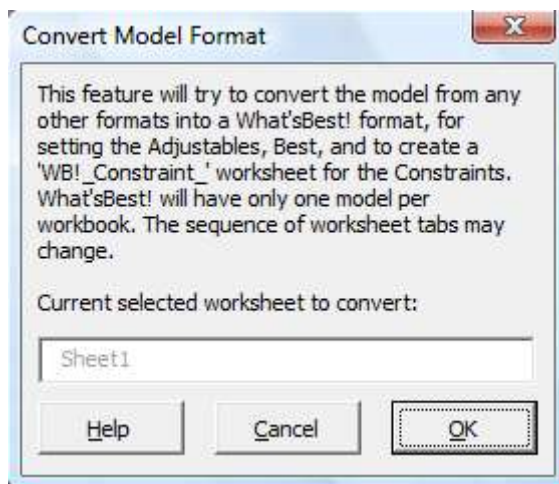 Convert Model Format
This feature will try to convert the model from any
other formats into a What'sBest! format, for
setting the Adjustables, Best, and to create a
'WB!_Constraint_' worksheet for the Constraints.
What'sBest! will have only one model per
workbook. The sequence of worksheet tabs may
change.
Current selected worksheet to convert:
Sheet1
Help Cancel OK